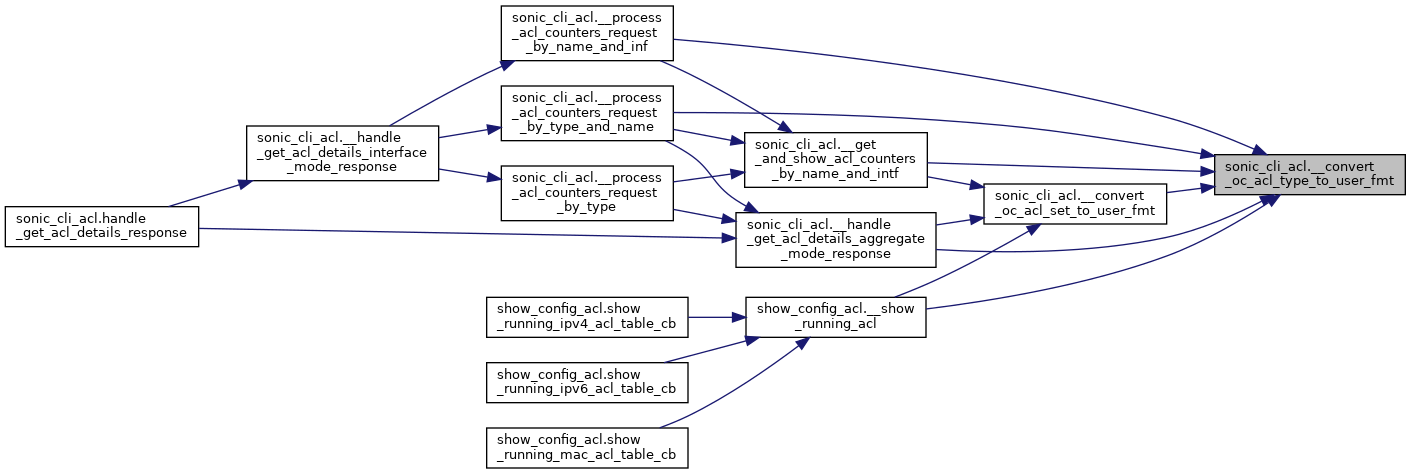 sonic_cli_acl.__process
_acl_counters_request
_by_name_and_inf
sonic_cli_acl.__process
_acl_counters_request
_by_type_and_name
sonic_cli_acl.__handle
_get_acl_details_interface
_mode_response
sonic_cli_acl.__get
_and_show_acl_counters
_by_name_and_intf
sonic_cli_acl.__convert
_oc_acl_type_to_user_fmt
sonic_cli_acl.__process
_acl_counters_request
_by_type
sonic_cli_acl.__convert
_oc_acl_set_to_user_fmt
sonic_cli_acl.handle
_get_acl_details_response
sonic_cli_acl.__handle
_get_acl_details_aggregate
_mode_response
show_config_acl.show
_running_ipv4_acl_table_cb
show_config_acl.__show
_running_acl
show_config_acl.show
_running_ipv6_acl_table_cb
show_config_acl.show
_running_mac_acl_table_cb